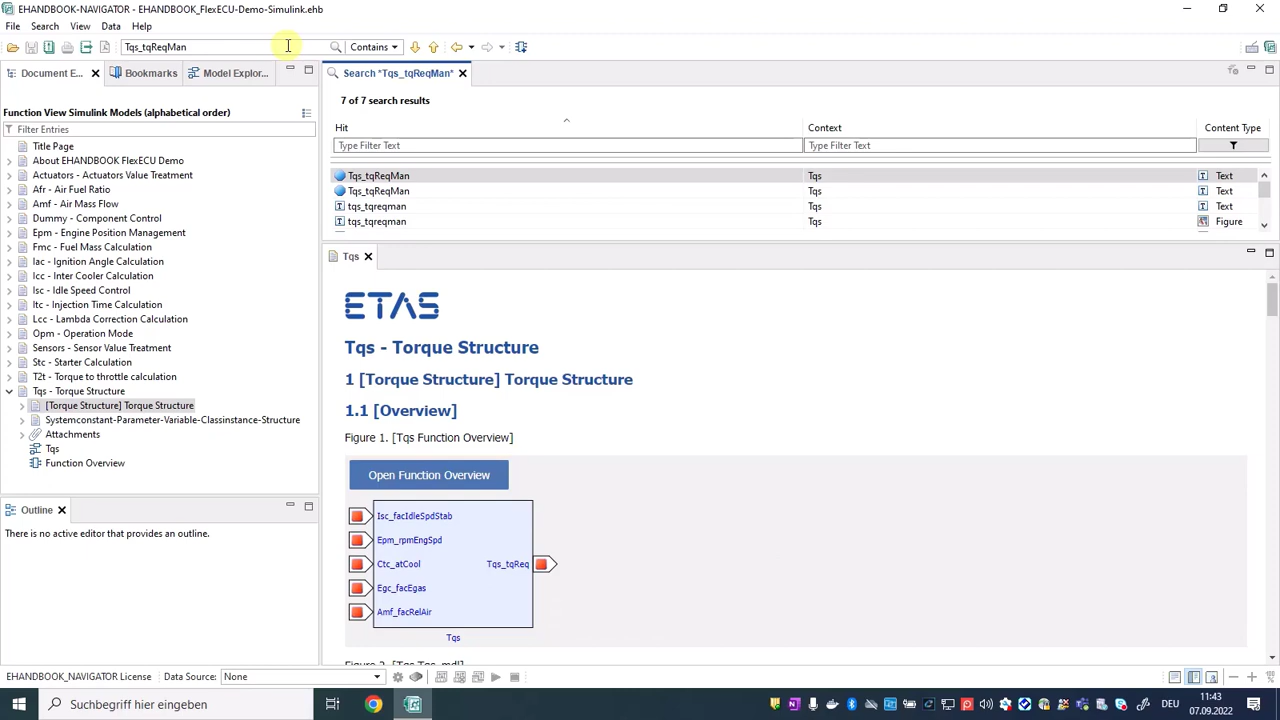 EHANDBOOK-NAVIGATOR - EHANDBOOK_FlexECU-Demo-Simulink.ehb
File Search View Data Help
Tqs_tqReqMan Contains
Document E... Bookmarks Model Explor...
Search *Tqs_tqReqMan*
7 of 7 search results
Function View Simulink Models (alphabetical order)
Filter Entries
Hit Context Content Type
Type Filter Text Type Filter Text
Tqs_tqReqMan Tqs Text
Tqs_tqReqMan Tqs Text
tqs_tqreqman Tqs Text
tqs_tqreqman Tqs Figure
Title Page
About EHANDBOOK FlexECU Demo
Actuators - Actuators Value Treatment
Afr - Air Fuel Ratio
Amf - Air Mass Flow
Dummy - Component Control
Epm - Engine Position Management
Fmc - Fuel Mass Calculation
Iac - Ignition Angle Calculation
Icc - Inter Cooler Calculation
Isc - Idle Speed Control
Itc - Injection Time Calculation
Lcc - Lambda Correction Calculation
Opm - Operation Mode
Sensors - Sensor Value Treatment
Stc - Starter Calculation
T2t - Torque to throttle calculation
Tqs - Torque Structure
[Torque Structure] Torque Structure
Systemconstant-Parameter-Variable-Classinstance-Structure
Attachments
Tqs
Function Overview
Outline
There is no active editor that provides an outline.
Tqs
ETAS
Tqs - Torque Structure
1 [Torque Structure] Torque Structure
1.1 [Overview]
Figure 1. [Tqs Function Overview]
Open Function Overview
Isc_facIdleSpdStab
Epm_rpmEngSpd
Ctc_atCool Tqs_tqReq
Egc_facEgas
Amf_facRelAir
Tqs
Figure 2. [Tqs Tqs_mdl]
EHANDBOOK_NAVIGATOR License Data Source: None
Suchbegriff hier eingeben
DEU
11:43
07.09.2022